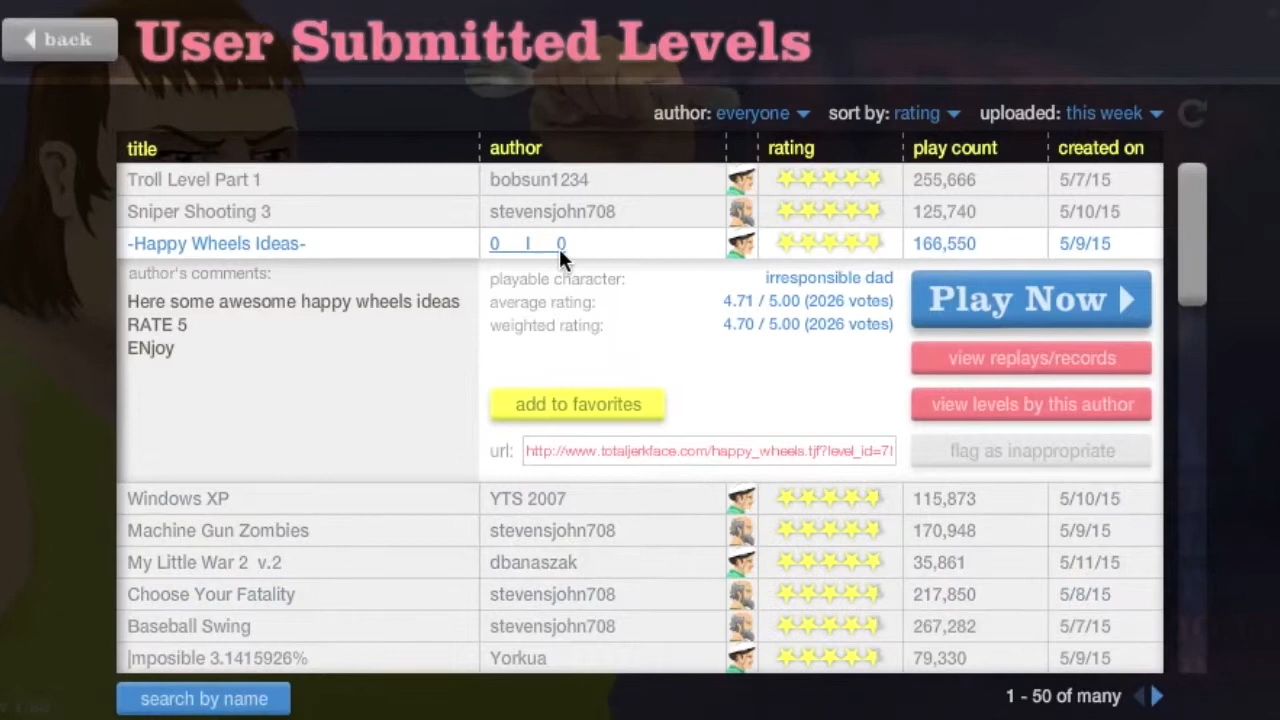 back
User Submitted Levels
author: everyone sort by: rating uploaded: this week
title author rating play count created on
Troll Level Part 1 bobsun1234 255,666 5/7/15
Sniper Shooting 3 stevensjohn708 125,740 5/10/15
-Happy Wheels Ideas- 0__I__0 166,550 5/9/15
author's comments:
Here some awesome happy wheels ideas
RATE 5
ENjoy
playable character: irresponsible dad
average rating: 4.71 / 5.00 (2026 votes)
weighted rating: 4.70 / 5.00 (2026 votes)
add to favorites
url: http://www.totaljerkface.com/happy_wheels.tjf?level_id=7
Play Now
view replays/records
view levels by this author
flag as inappropriate
Windows XP YTS 2007 115,873 5/10/15
Machine Gun Zombies stevensjohn708 170,948 5/9/15
My Little War 2 v.2 dbanaszak 35,861 5/11/15
Choose Your Fatality stevensjohn708 217,850 5/8/15
Baseball Swing stevensjohn708 267,282 5/7/15
|mposible 3.1415926% Yorkua 79,330 5/9/15
search by name
1 - 50 of many